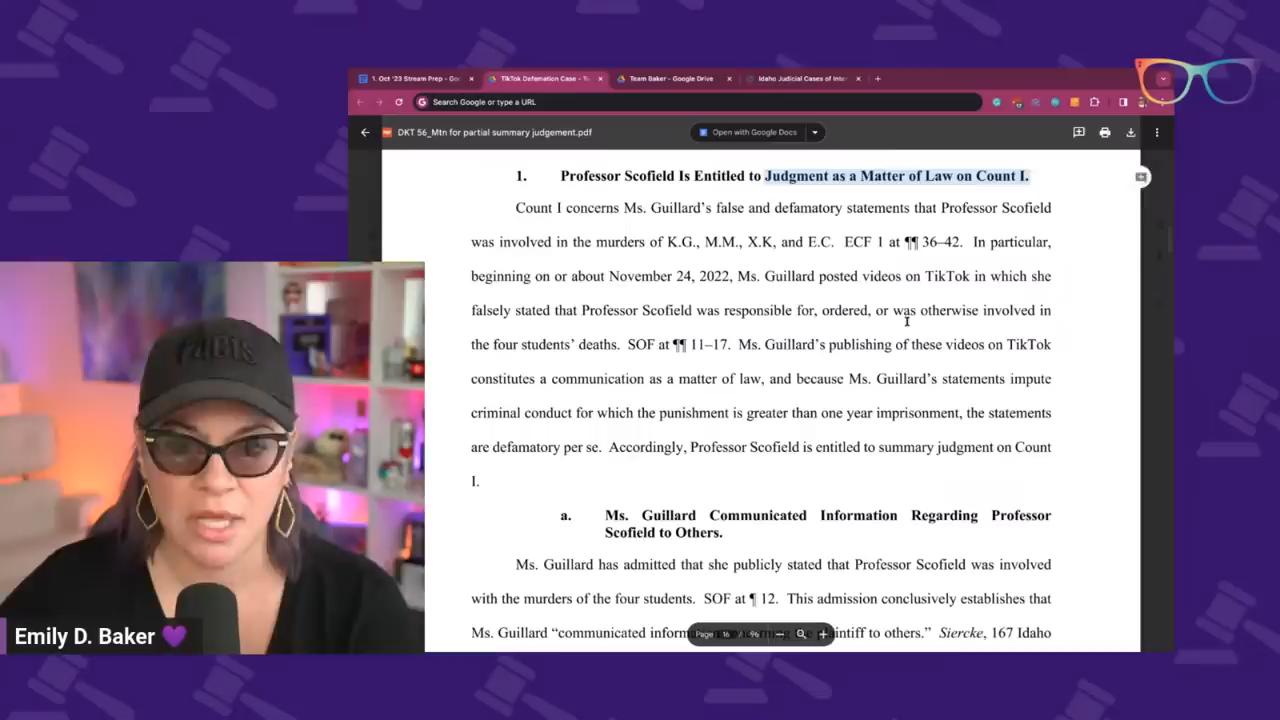 1. Oct '23 Stream Prep - Go
TikTok Defamation Case - T
Team Baker - Google Drive
Idaho Judicial Cases of Inte
Search Google or type a URL
DKT 56_Mtn for partial summary judgement.pdf
Open with Google Docs
1. Professor Scofield Is Entitled to Judgment as a Matter of Law on Count I.
Count I concerns Ms. Guillard's false and defamatory statements that Professor Scofield
was involved in the murders of K.G., M.M., X.K, and E.C. ECF 1 at ¶¶ 36–42. In particular,
beginning on or about November 24, 2022, Ms. Guillard posted videos on TikTok in which she
falsely stated that Professor Scofield was responsible for, ordered, or was otherwise involved in
the four students' deaths. SOF at ¶¶ 11–17. Ms. Guillard's publishing of these videos on TikTok
constitutes a communication as a matter of law, and because Ms. Guillard's statements impute
criminal conduct for which the punishment is greater than one year imprisonment, the statements
are defamatory per se. Accordingly, Professor Scofield is entitled to summary judgment on Count
I.
a. Ms. Guillard Communicated Information Regarding Professor
Scofield to Others.
Ms. Guillard has admitted that she publicly stated that Professor Scofield was involved
with the murders of the four students. SOF at ¶ 12. This admission conclusively establishes that
Ms. Guillard "communicated inform plaintiff to others." Siercke, 167 Idaho
Page 16 / 96
facts
Emily D. Baker 💜